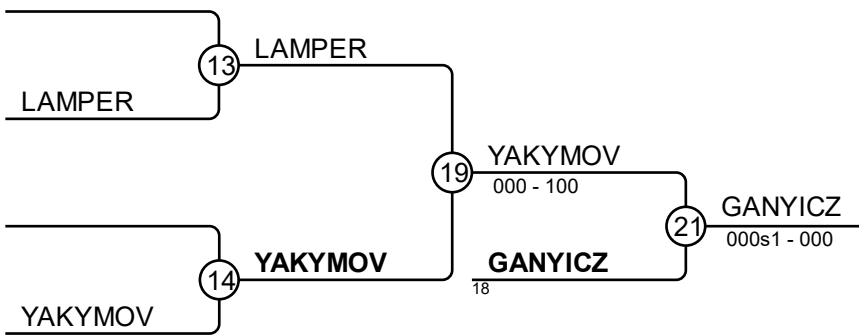 13
LAMPER
LAMPER
19
YAKYMOV
000 - 100
21
GANYICZ
000s1 - 000
14
YAKYMOV
GANYICZ
18
YAKYMOV